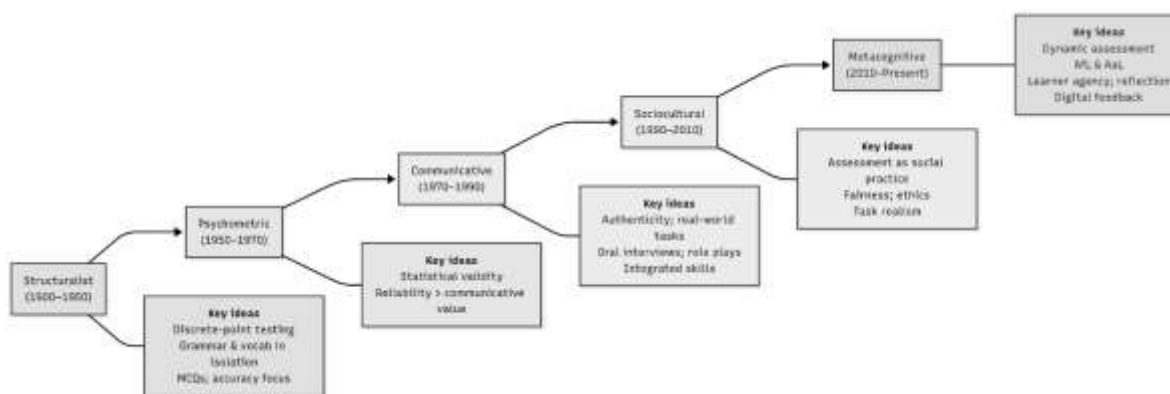 Structuralist
(1900–1950)
Key ideas
Discrete-point testing
Grammar & vocab in
isolation
MCQs; accuracy focus
Psychometric
(1950–1970)
Key ideas
Statistical validity
Reliability > communicative
value
Communicative
(1970–1990)
Key ideas
Authenticity; real-world
tasks
Oral interviews; role plays
Integrated skills
Sociocultural
(1990–2010)
Key ideas
Assessment as social
practice
Fairness; ethics
Task realism
Metacognitive
(2010–Present)
Key ideas
Dynamic assessment
AfL & AaL
Learner agency; reflection
Digital feedback